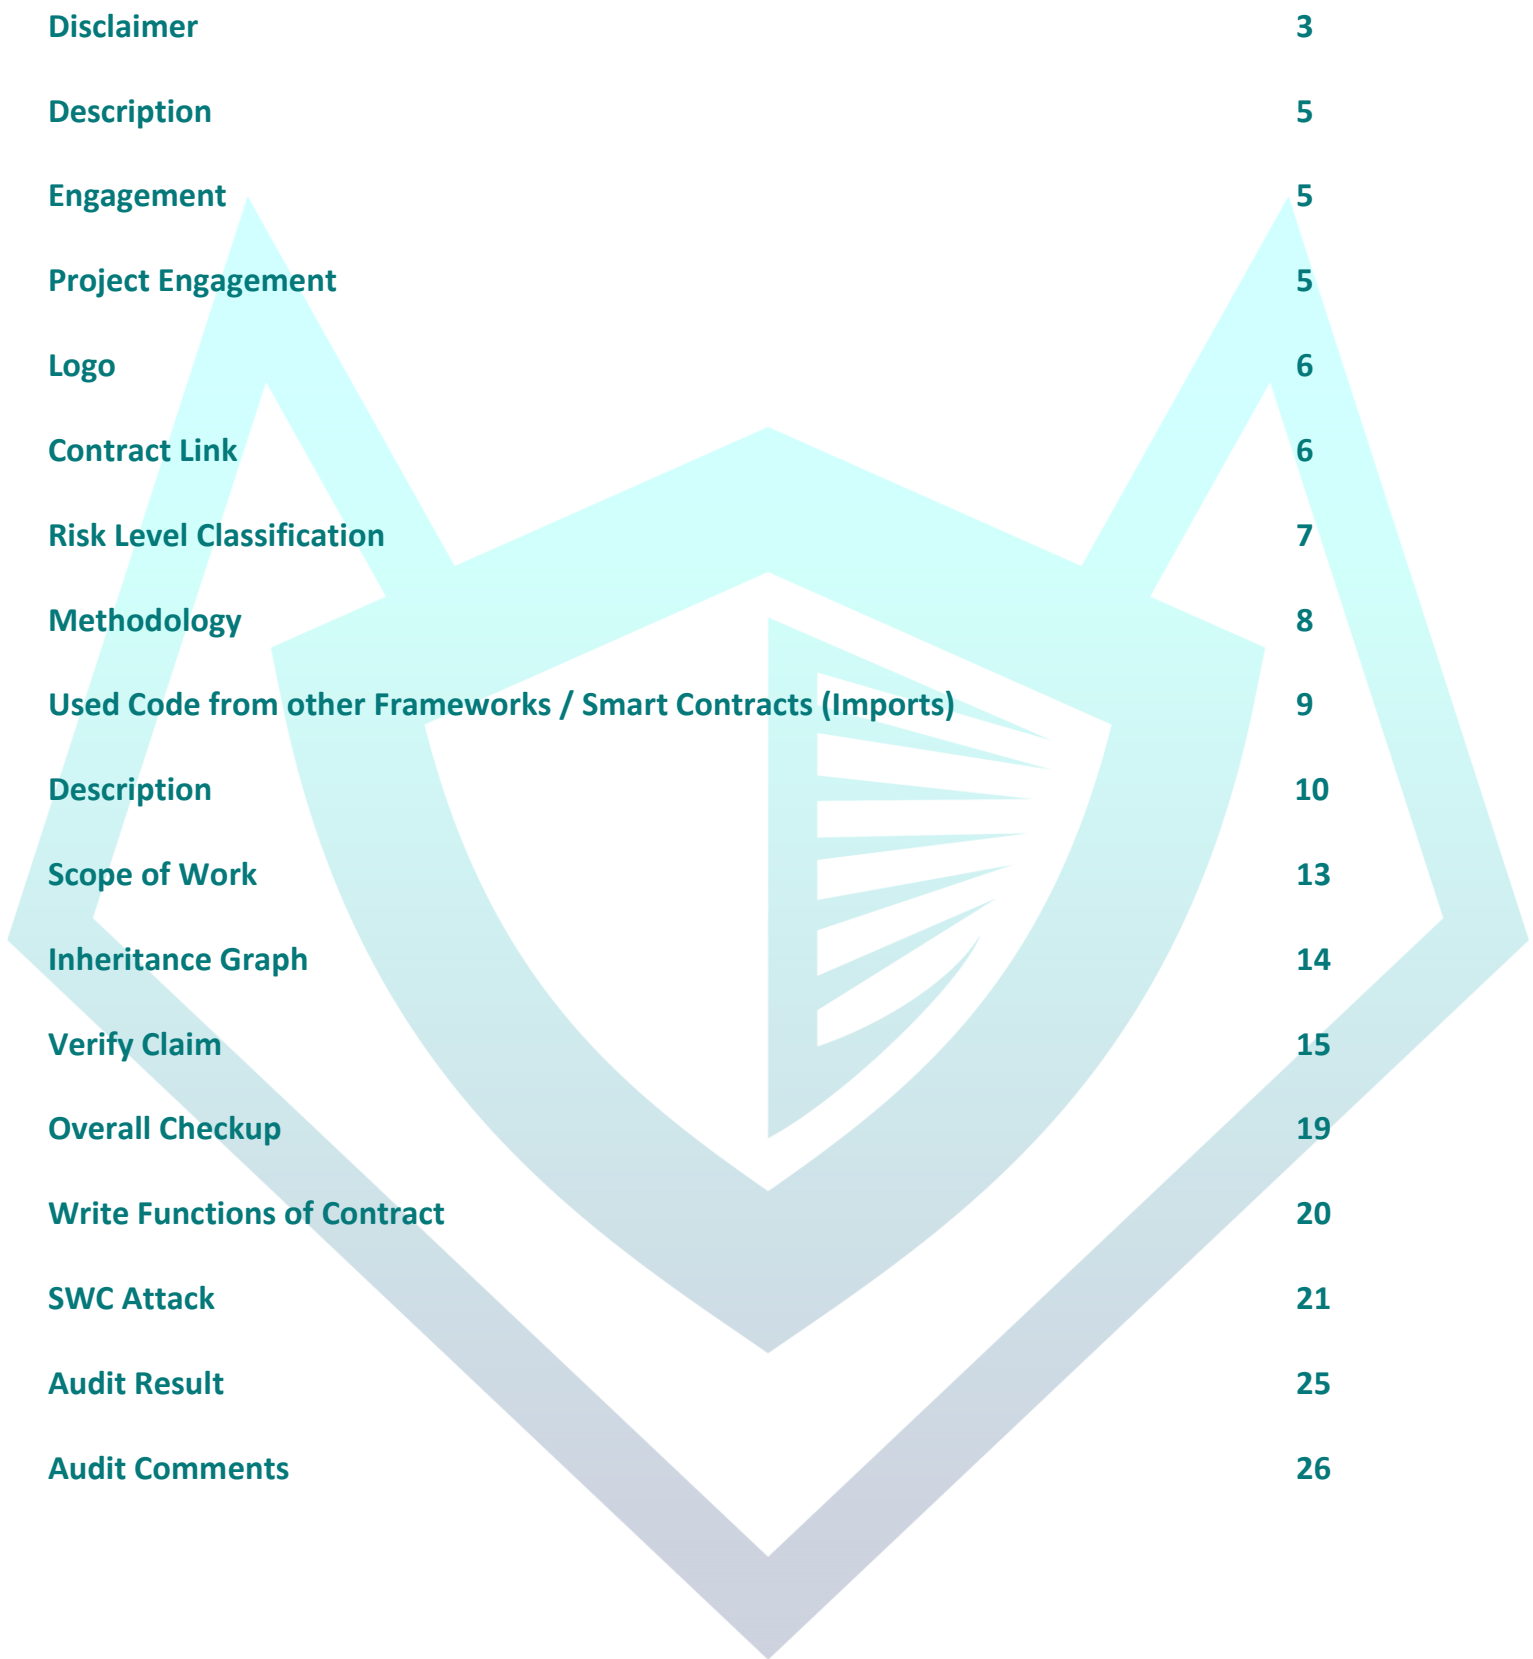 Disclaimer 3
Description 5
Engagement 5
Project Engagement 5
Logo 6
Contract Link 6
Risk Level Classification 7
Methodology 8
Used Code from other Frameworks / Smart Contracts (Imports) 9
Description 10
Scope of Work 13
Inheritance Graph 14
Verify Claim 15
Overall Checkup 19
Write Functions of Contract 20
SWC Attack 21
Audit Result 25
Audit Comments 26